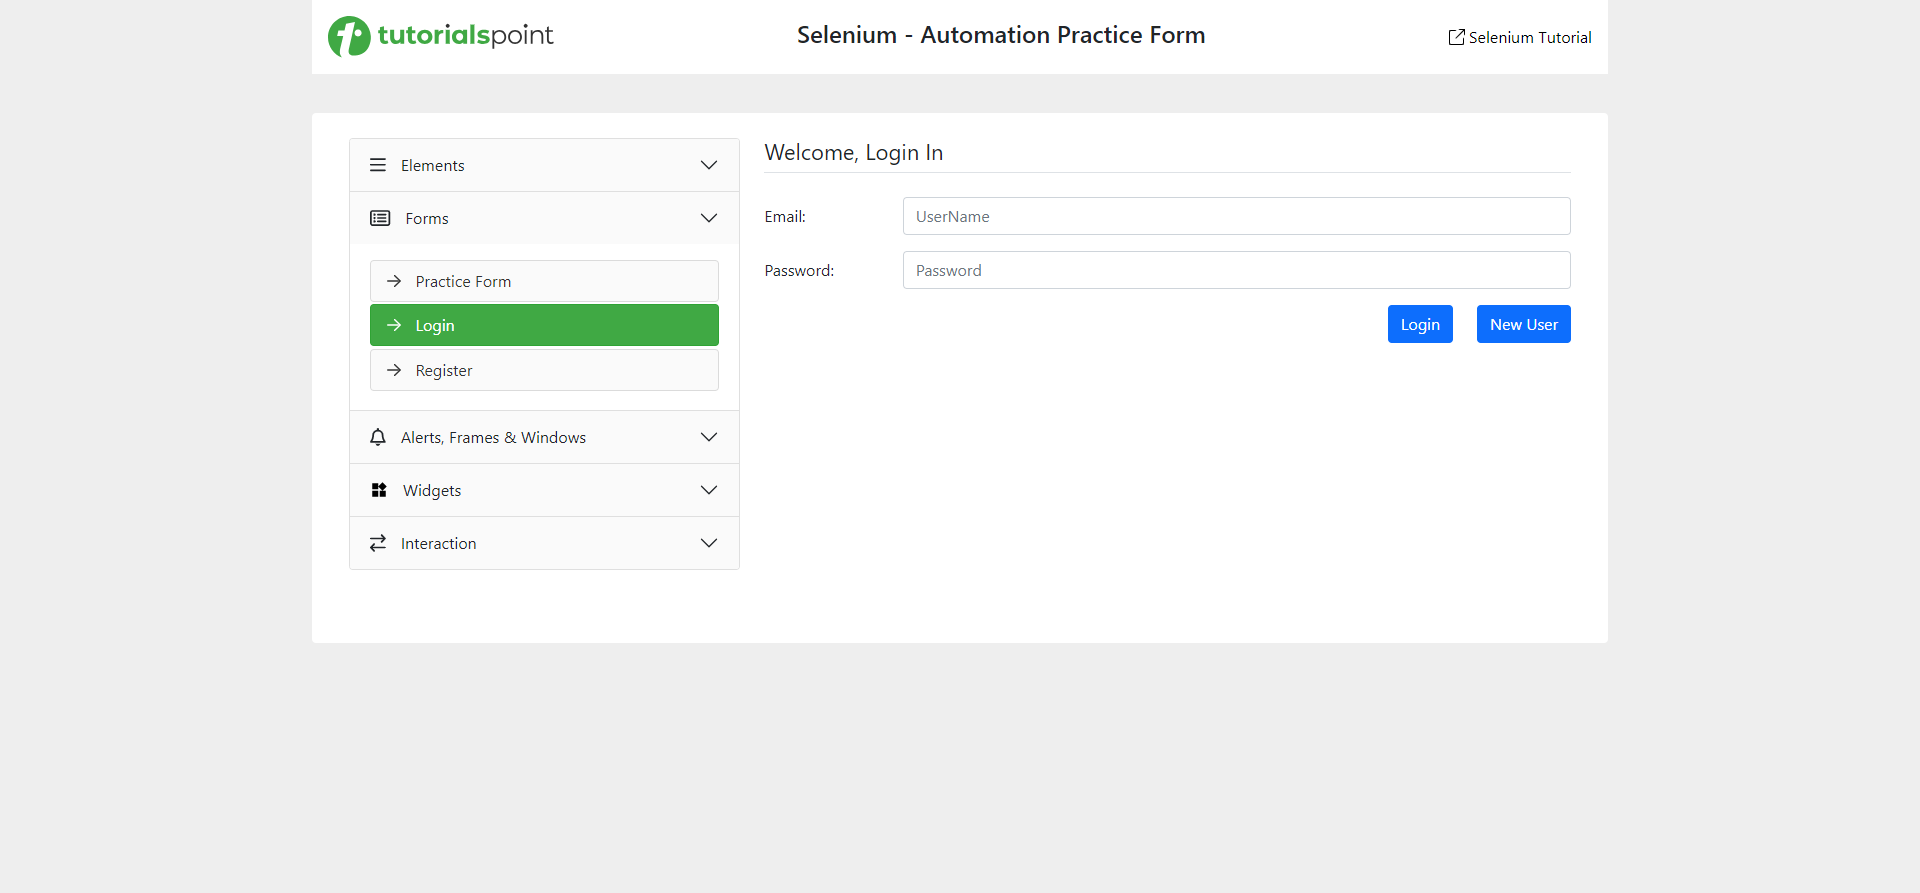 tutorialspoint
Selenium - Automation Practice Form
Selenium Tutorial
Elements
Forms
Practice Form
Login
Register
Alerts, Frames & Windows
Widgets
Interaction
Welcome, Login In
Email:
UserName
Password:
Password
Login
New User